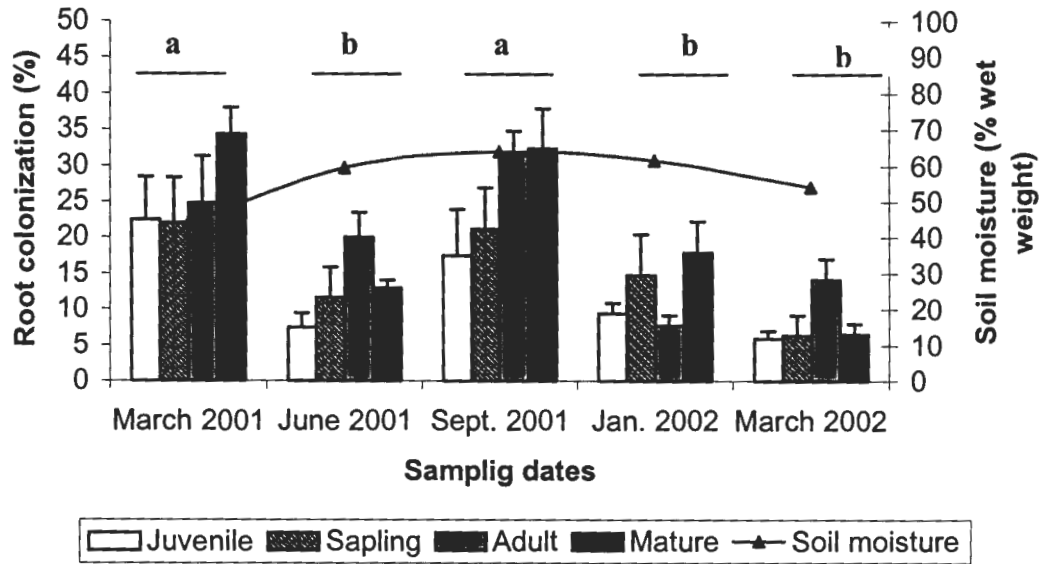 50
45
40
35
30
25
20
15
10
5
0
Root colonization (%)
a
b
a
b
b
100
90
80
70
60
50
40
30
20
10
0
Soil moisture (% wet
weight)
March 2001 June 2001 Sept. 2001 Jan. 2002 March 2002
Samplig dates
Juvenile Sapling Adult Mature Soil moisture